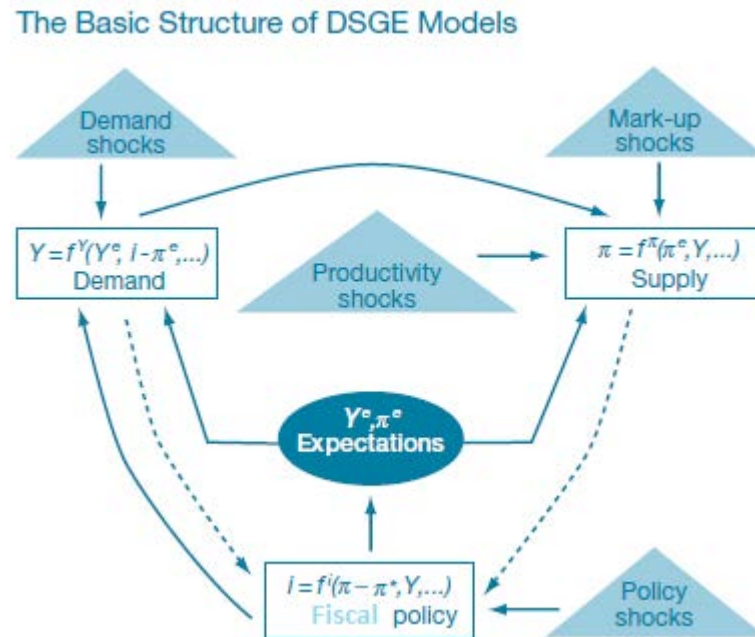 The Basic Structure of DSGE Models
Demand
shocks
Mark-up
shocks
Y = f^Y(Y^e, i - π^e,...)
Demand
Productivity
shocks
π = f^π(π^e, Y,...)
Supply
Y^e, π^e
Expectations
i = f^i(π - π*, Y,...)
Fiscal policy
Policy
shocks